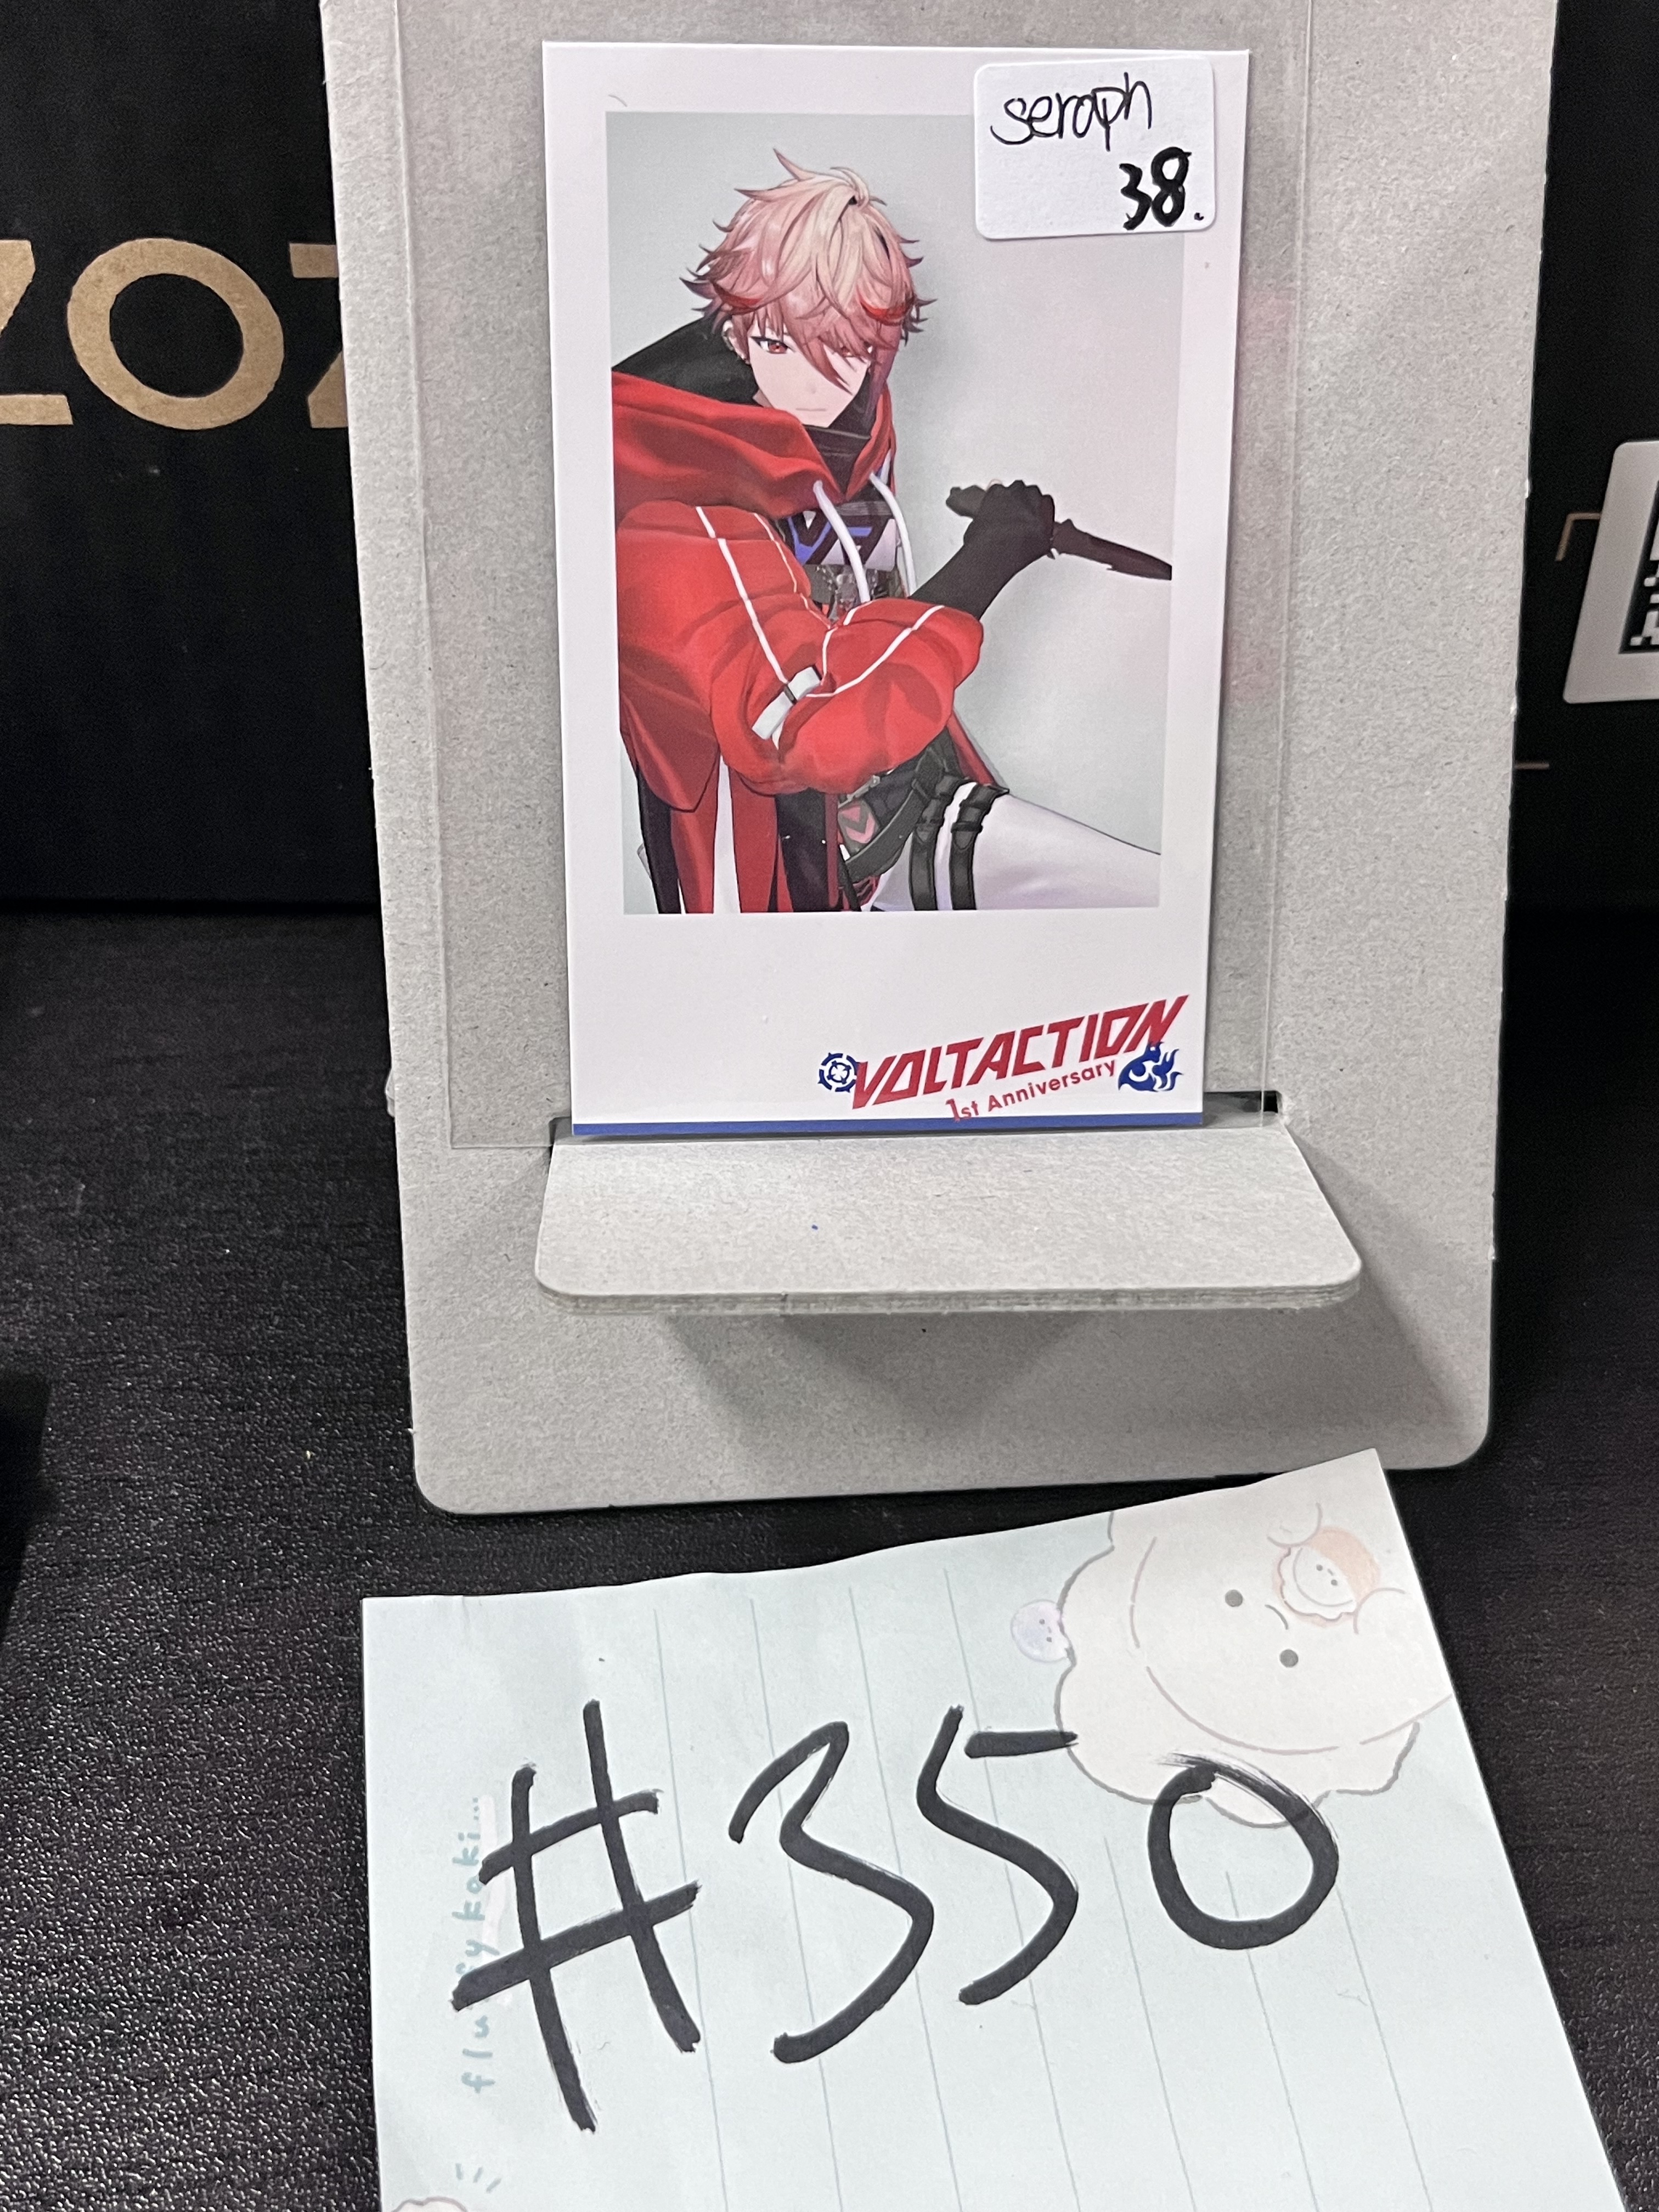 seraph
38.
VOLTACTION
1st Anniversary
#350